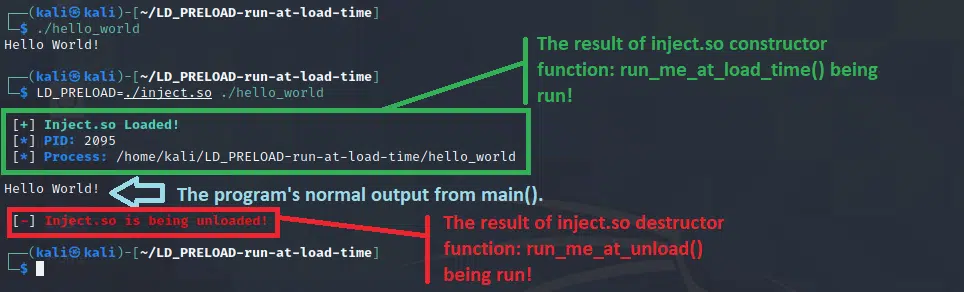 ┌──(kali㉿kali)-[~/LD_PRELOAD-run-at-load-time]
└─$ ./hello_world
Hello World!
┌──(kali㉿kali)-[~/LD_PRELOAD-run-at-load-time]
└─$ LD_PRELOAD=./inject.so ./hello_world
[+] Inject.so Loaded!
[*] PID: 2095
[*] Process: /home/kali/LD_PRELOAD-run-at-load-time/hello_world
The result of inject.so constructor
function: run_me_at_load_time() being
run!
Hello World!
The program's normal output from main().
[-] Inject.so is being unloaded!
The result of inject.so destructor
function: run_me_at_unload()
being run!
┌──(kali㉿kali)-[~/LD_PRELOAD-run-at-load-time]
└─$